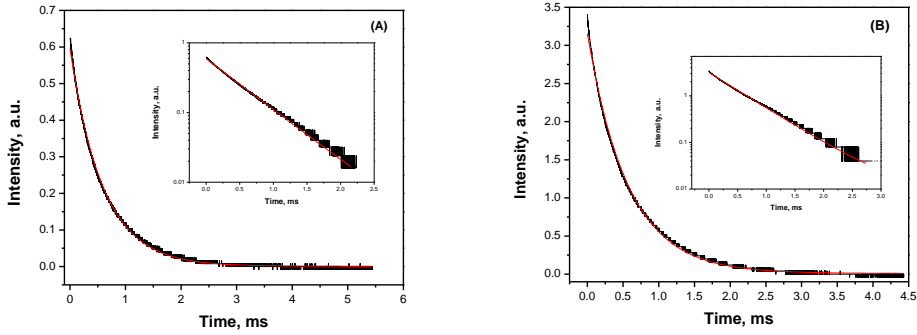 (A)
0.7
0.6
0.5
0.4
0.3
0.2
0.1
0.0
Intensity, a.u.
0 1 2 3 4 5 6
Time, ms
1
0.1
0.01
Intensity, a.u.
0.0 0.5 1.0 1.5 2.0 2.5
Time, ms
(B)
3.5
3.0
2.5
2.0
1.5
1.0
0.5
0.0
Intensity, a.u.
0.0 0.5 1.0 1.5 2.0 2.5 3.0 3.5 4.0 4.5
Time, ms
1
0.1
0.01
Intensity, a.u.
0.0 0.5 1.0 1.5 2.0 2.5 3.0
Time, ms